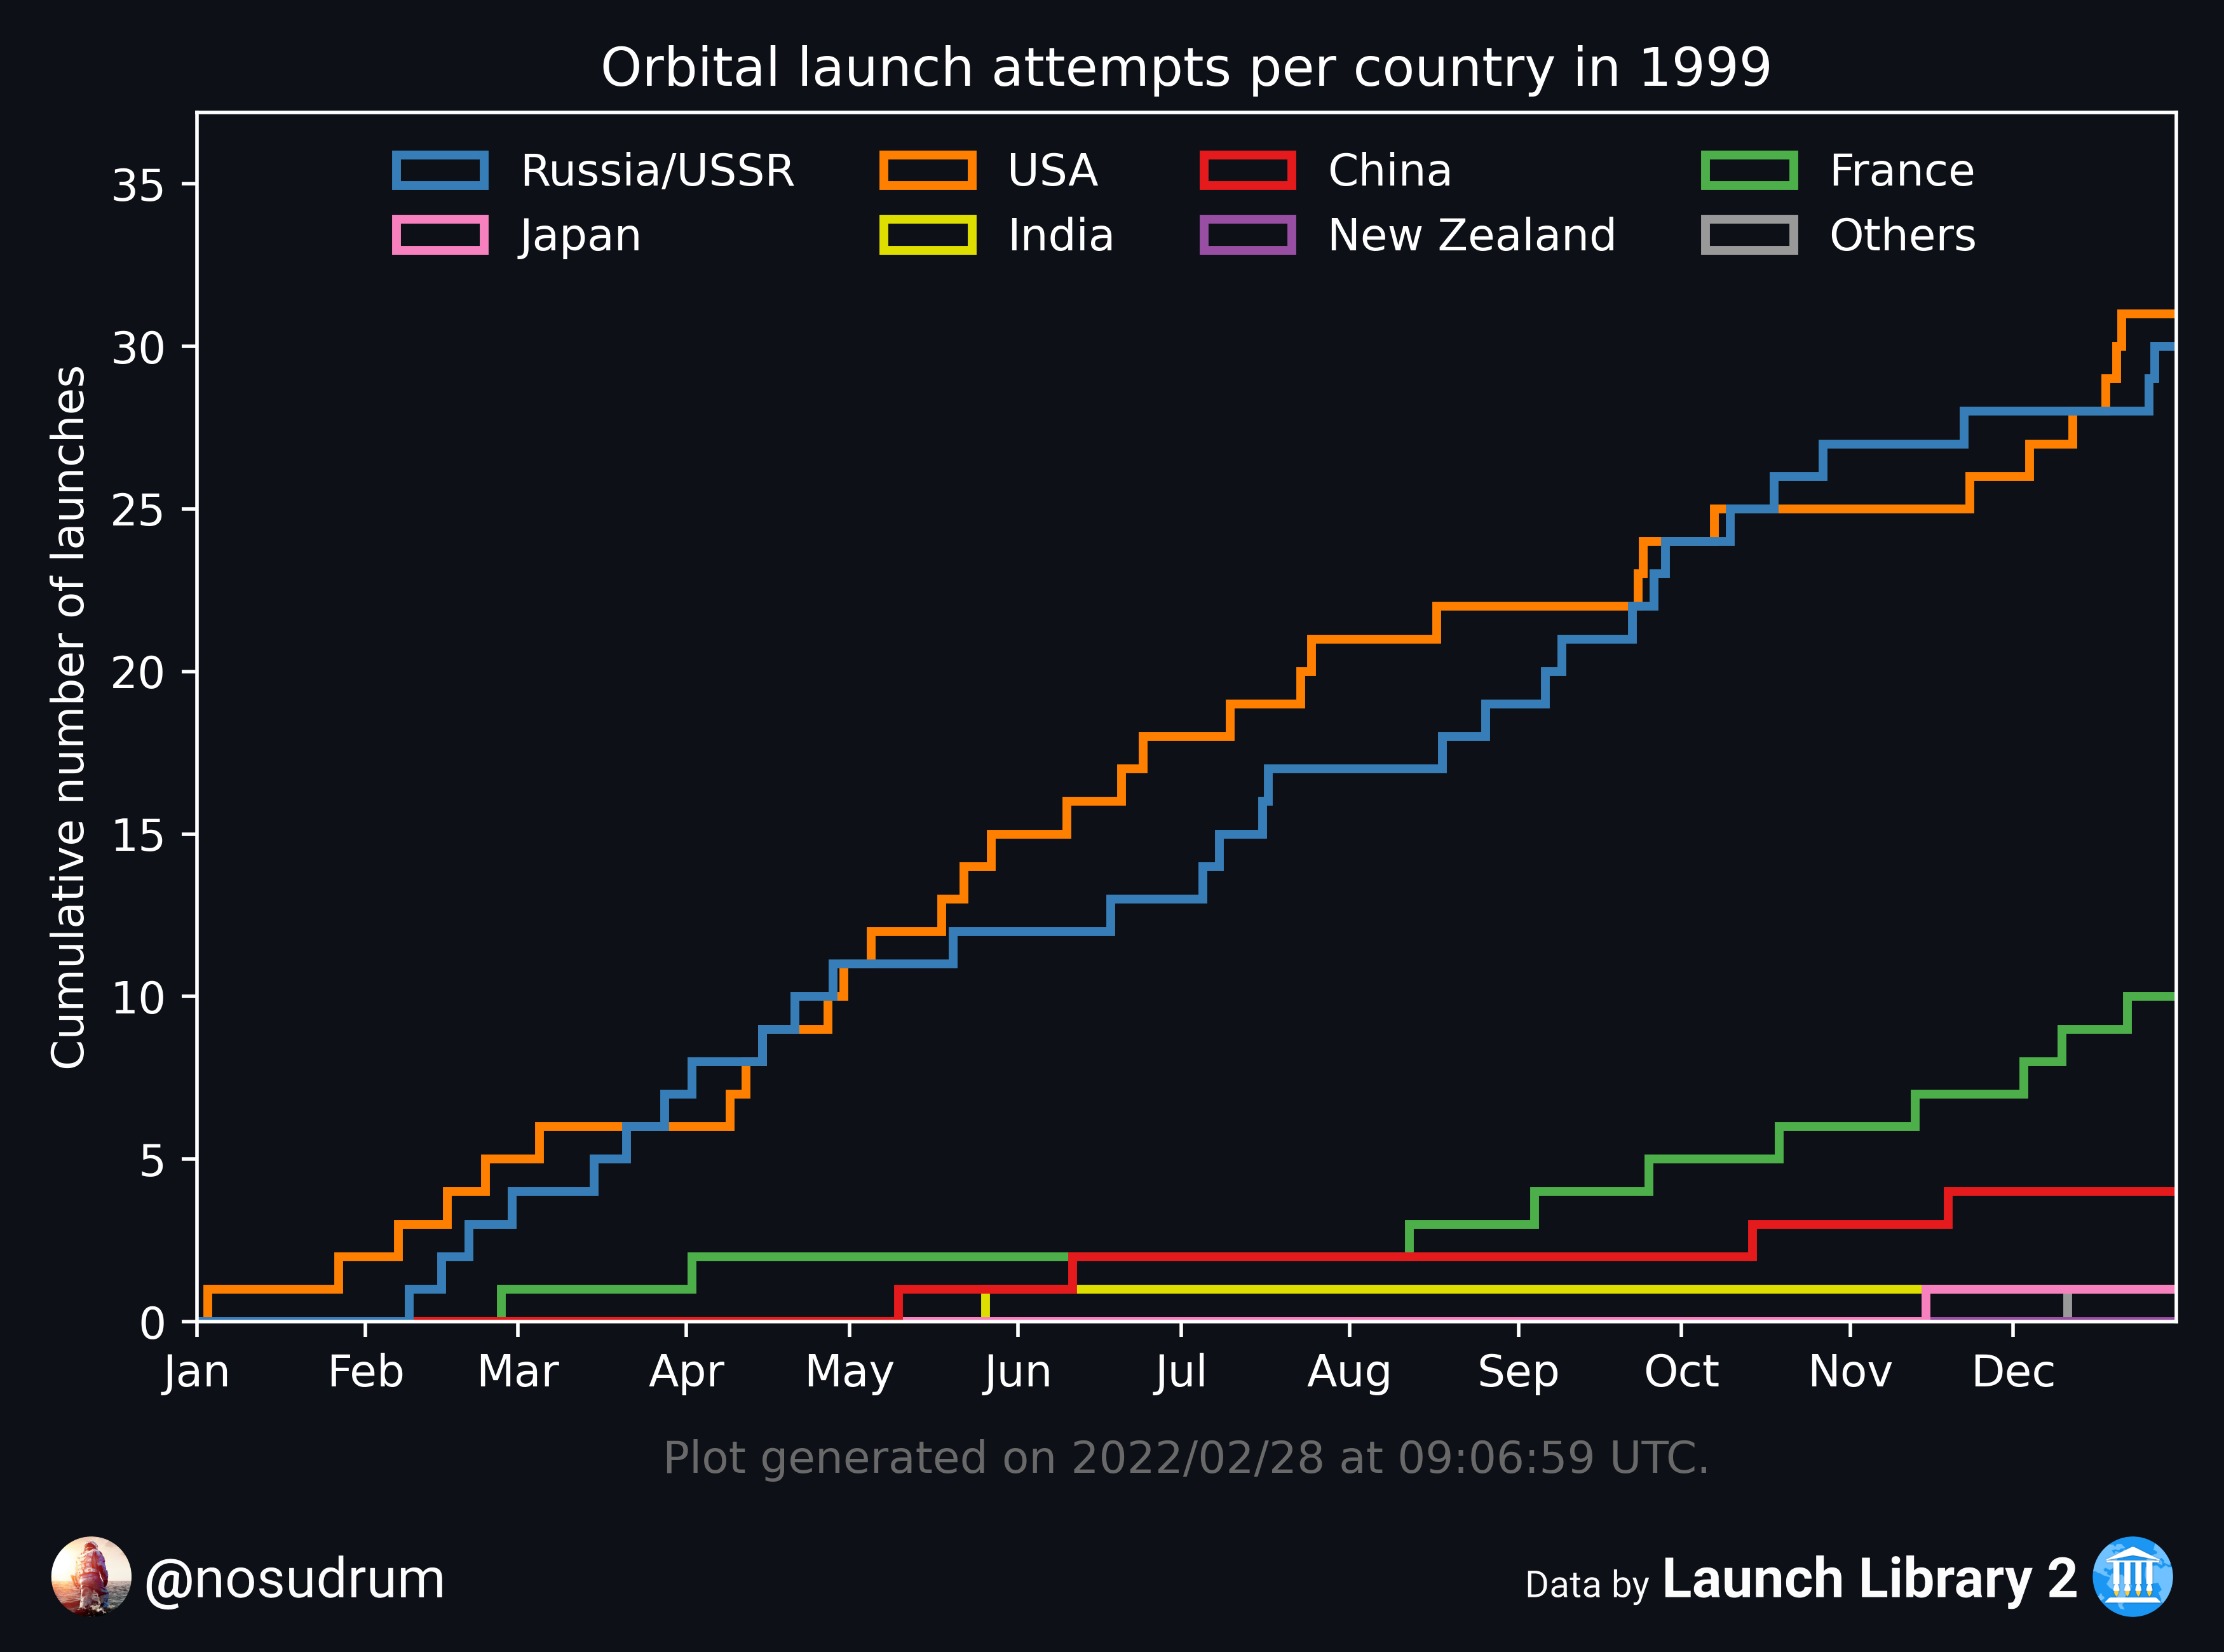 Orbital launch attempts per country in 1999
Russia/USSR USA China France
Japan India New Zealand Others
Cumulative number of launches
35
30
25
20
15
10
5
0
Jan Feb Mar Apr May Jun Jul Aug Sep Oct Nov Dec
Plot generated on 2022/02/28 at 09:06:59 UTC.
@nosudrum
Data by Launch Library 2